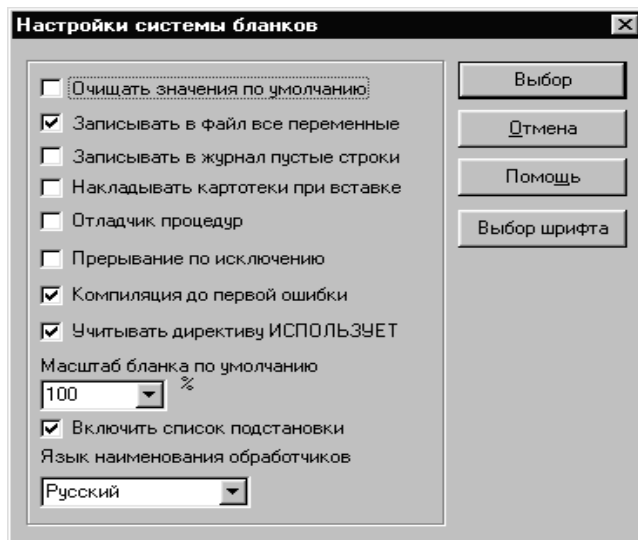 Настройки системы бланков
Очищать значения по умолчанию
Записывать в файл все переменные
Записывать в журнал пустые строки
Накладывать картотеки при вставке
Отладчик процедур
Прерывание по исключению
Компиляция до первой ошибки
Учитывать директиву ИСПОЛЬЗУЕТ
Масштаб бланка по умолчанию
100 %
Включить список подстановки
Язык наименования обработчиков
Русский
Выбор
Отмена
Помощь
Выбор шрифта